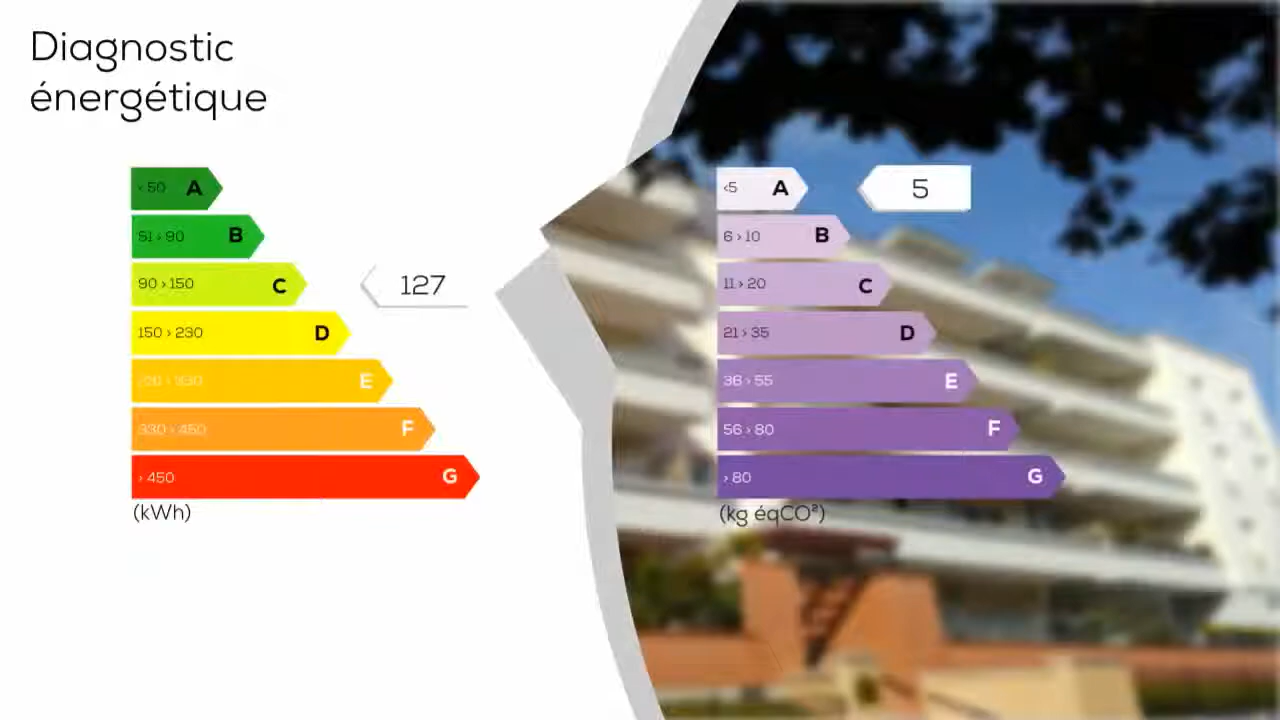 Diagnostic
énergétique
< 50 A
51 > 90 B
90 > 150 C
127
150 > 230 D
E
330 > 450 F
> 450 G
(kWh)
<5 A
5
6 > 10 B
11 > 20 C
21 > 35 D
36 > 55 E
56 > 80 F
> 80 G
(kg éqCO²)